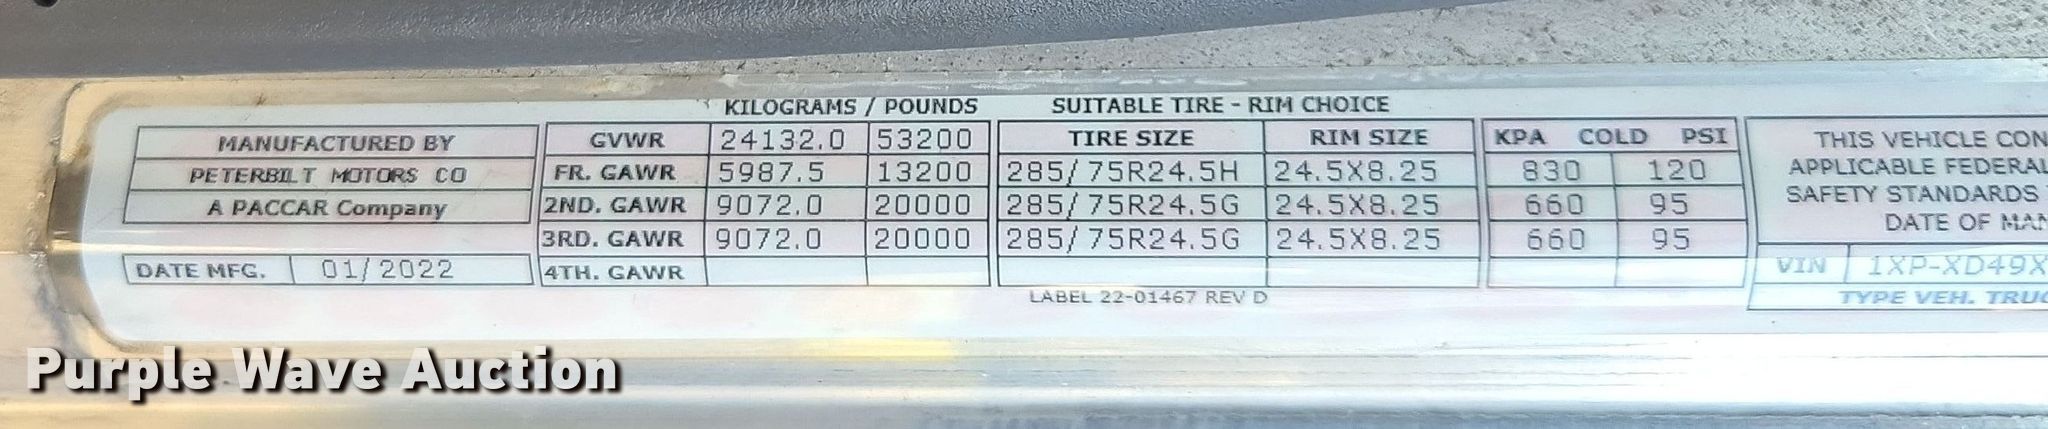 KILOGRAMS / POUNDS SUITABLE TIRE - RIM CHOICE
MANUFACTURED BY GVWR 24132.0 53200 TIRE SIZE RIM SIZE KPA COLD PSI THIS VEHICLE CON
PETERBILT MOTORS CO FR. GAWR 5987.5 13200 285/75R24.5H 24.5X8.25 830 120 APPLICABLE FEDERAL
A PACCAR Company 2ND. GAWR 9072.0 20000 285/75R24.5G 24.5X8.25 660 95 SAFETY STANDARDS
3RD. GAWR 9072.0 20000 285/75R24.5G 24.5X8.25 660 95 DATE OF MAN
DATE MFG. 01/2022 4TH. GAWR VIN 1XP-XD49X
LABEL 22-01467 REV D TYPE VEH. TRUC
Purple Wave Auction